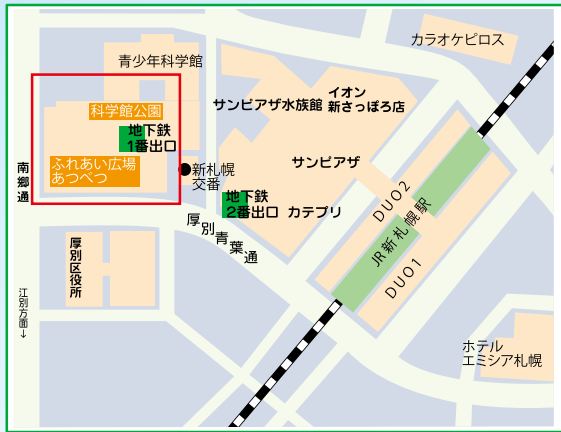 カラオケピロス
青少年科学館
イオン
新さっぽろ店
サンピアザ水族館
科学館公園
地下鉄
1番出口
サンピアザ
ふれあい広場
あつべつ
新札幌
交番
南郷通
地下鉄
2番出口
カテプリ
DUO2
JR新札幌駅
DUO1
厚別青葉通
厚別区役所
江別方面→
ホテル
エミシア札幌